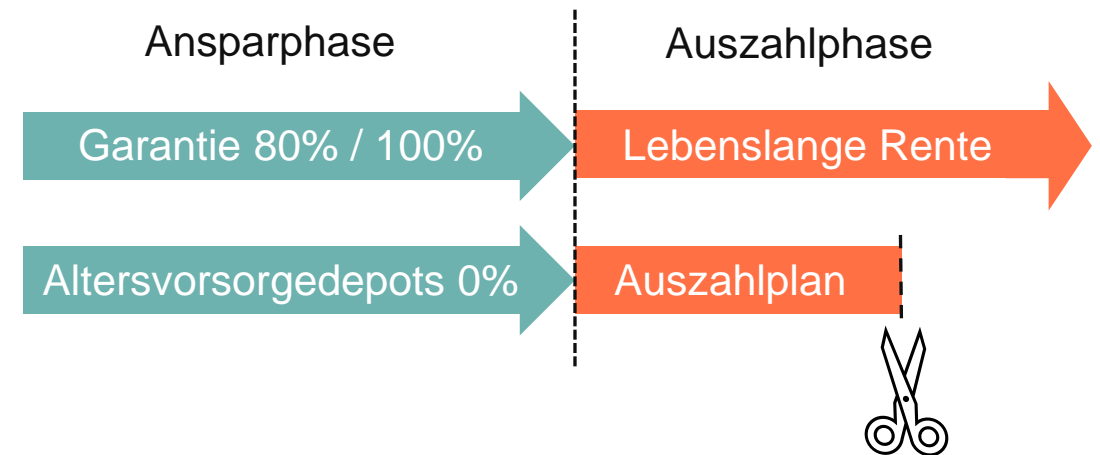 Ansparphase
Auszahlphase
Garantie 80% / 100%
Lebenslange Rente
Altersvorsorgedepots 0%
Auszahlplan